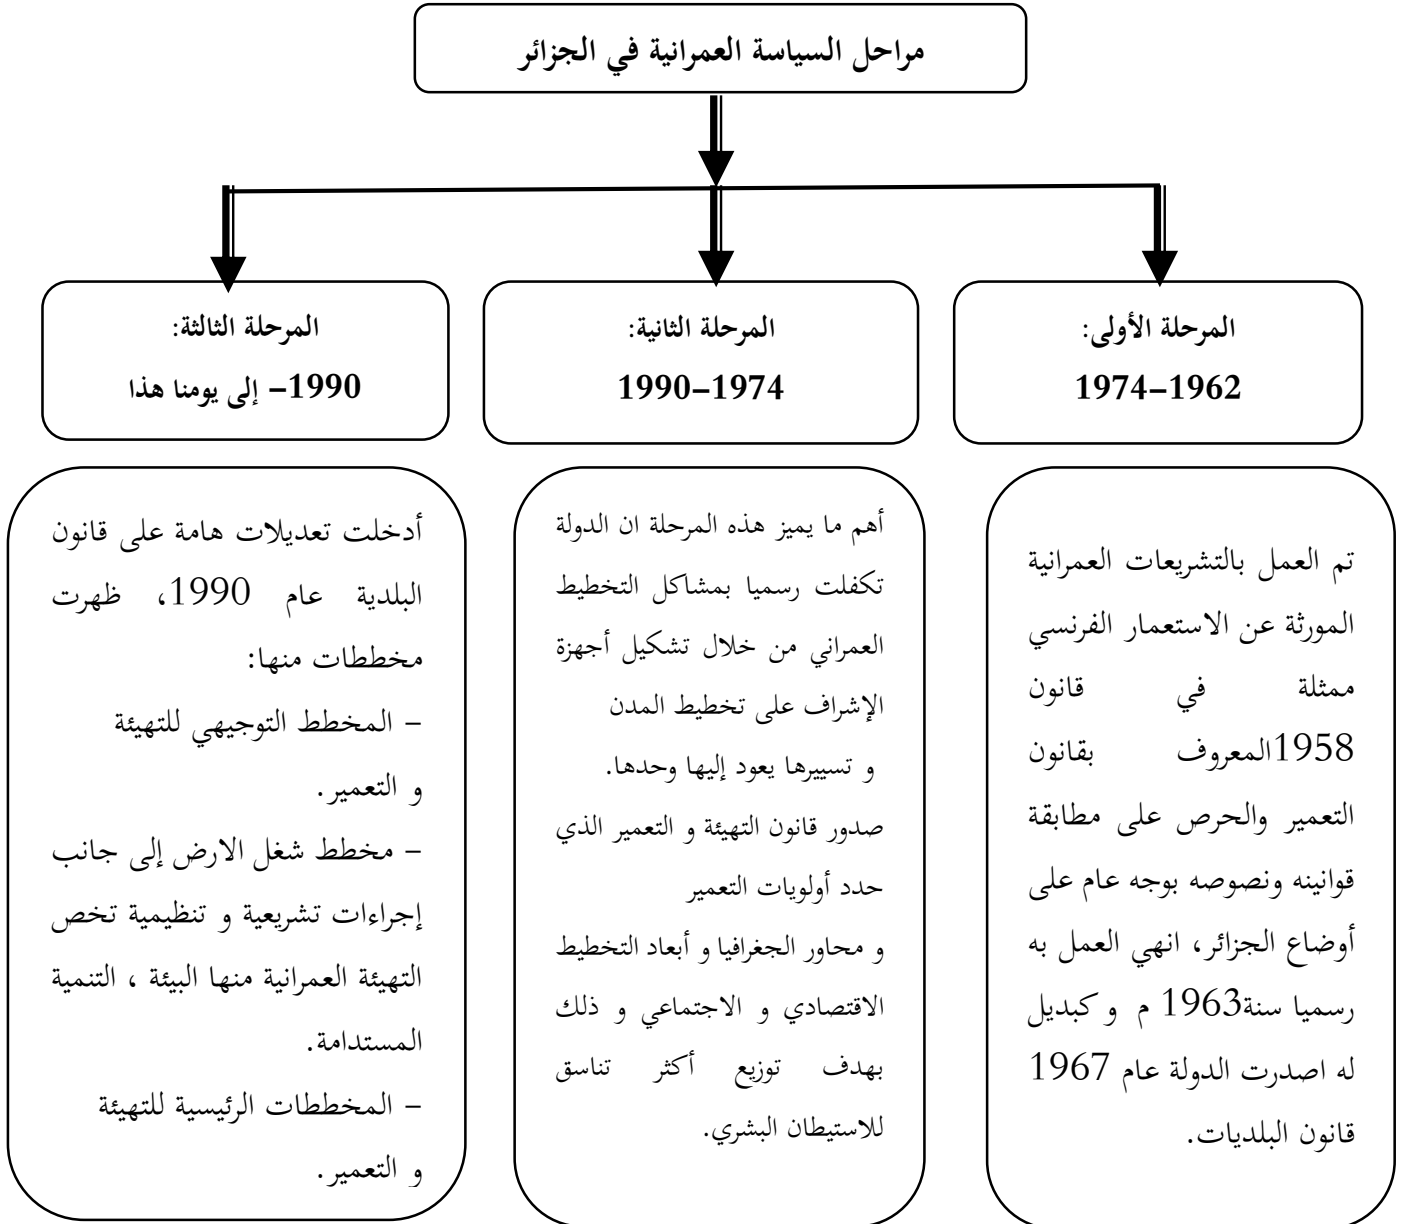 مراحل السياسة العمرانية في الجزائر
المرحلة الأولى:
1962–1974
المرحلة الثانية:
1974–1990
المرحلة الثالثة:
1990– إلى يومنا هذا
تم العمل بالتشريعات العمرانية
المورثة عن الاستعمار الفرنسي
ممثلة في قانون
1958المعروف بقانون
التعمير والحرص على مطابقة
قوانينه ونصوصه بوجه عام على
أوضاع الجزائر، انهي العمل به
رسميا سنة1963 م و كبديل
له اصدرت الدولة عام 1967
قانون البلديات.
أهم ما يميز هذه المرحلة ان الدولة
تكفلت رسميا بمشاكل التخطيط
العمراني من خلال تشكيل أجهزة
الإشراف على تخطيط المدن
و تسييرها يعود إليها وحدها.
صدور قانون التهيئة و التعمير الذي
حدد أولويات التعمير
و محاور الجغرافيا و أبعاد التخطيط
الاقتصادي و الاجتماعي و ذلك
بهدف توزيع أكثر تناسق
للاستيطان البشري.
أدخلت تعديلات هامة على قانون
البلدية عام 1990، ظهرت
مخططات منها:
– المخطط التوجيهي للتهيئة
و التعمير.
– مخطط شغل الارض إلى جانب
إجراءات تشريعية و تنظيمية تخص
التهيئة العمرانية منها البيئة ، التنمية
المستدامة.
– المخططات الرئيسية للتهيئة
و التعمير.